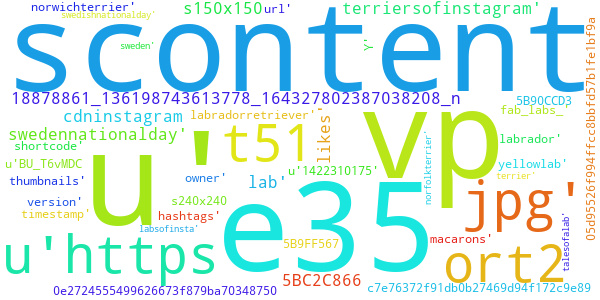 norwichterrier'
swedishnationalday'
s150x150
url'
terriersofinstagram'
scontent
sweden'
Y'
18878861_136198743613778_1643278023870382​08_n
5B90CCD3
cdninstagram
labradorretriever'
fab_labs_
swedennationalday'
t51
likes'
vp
labrador'
shortcode'
u'
u'BU_T6vMDC
u'1422310175'
yellowlab'
thumbnails'
owner'
lab'
e35
norfolkterrier'
terrier'
jpg'
version'
s240x240
timestamp'
hashtags'
labsofinsta'
macarons'
talesofalab'
u'https
5B9FF567
ort2
5BC2C866
0e2724555499626673f879ba70348750
c7e76372f91db0b27469d94f172c9e89
05d95526f994ffcc8bbfd57b1fe1bf9a